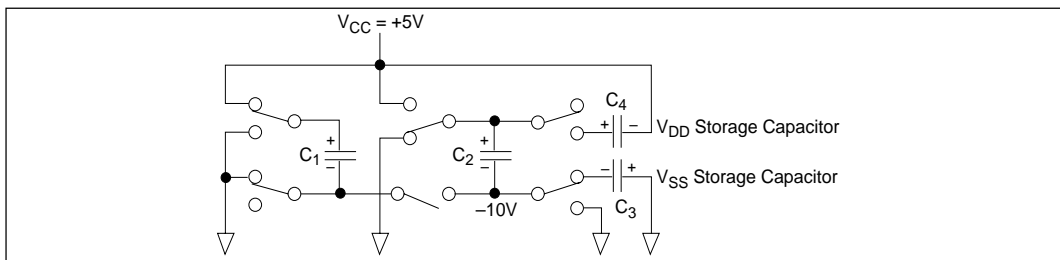 V_CC = +5V
C_4
+ –
V_DD Storage Capacitor
+
C_1
–
+
C_2
–
– +
V_SS Storage Capacitor
–10V
C_3